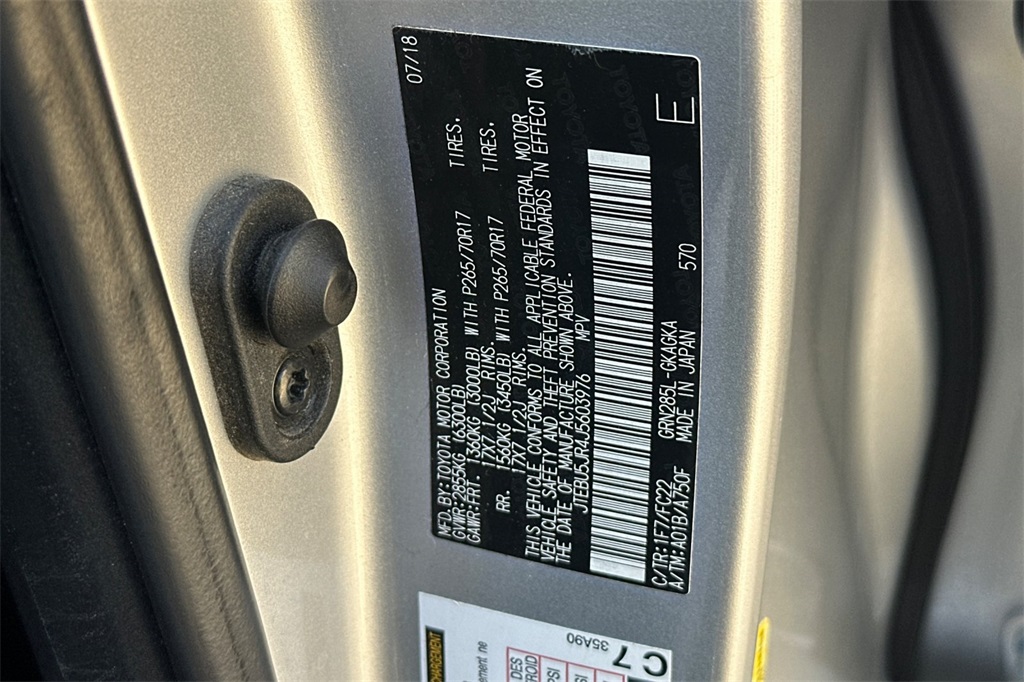 07/18
MFD.BY:TOYOTA MOTOR CORPORATION
GVWR:2855KG (6300LB)
GAWR:FRT. 1360KG (3000LB) WITH P265/70R17 TIRES.
17X7 1/2J RIMS.
RR. 1560KG (3450LB) WITH P265/70R17 TIRES.
17X7 1/2J RIMS.
THIS VEHICLE CONFORMS TO ALL APPLICABLE FEDERAL MOTOR
VEHICLE SAFETY AND THEFT PREVENTION STANDARDS IN EFFECT ON
THE DATE OF MANUFACTURE SHOWN ABOVE.
JTEBU5JR4J5603976 MPV
C/TR:1F7/FC22 GRN285L-GKAGKA
A/TM:A01B/A750F MADE IN JAPAN 570
E
C 7
35A90